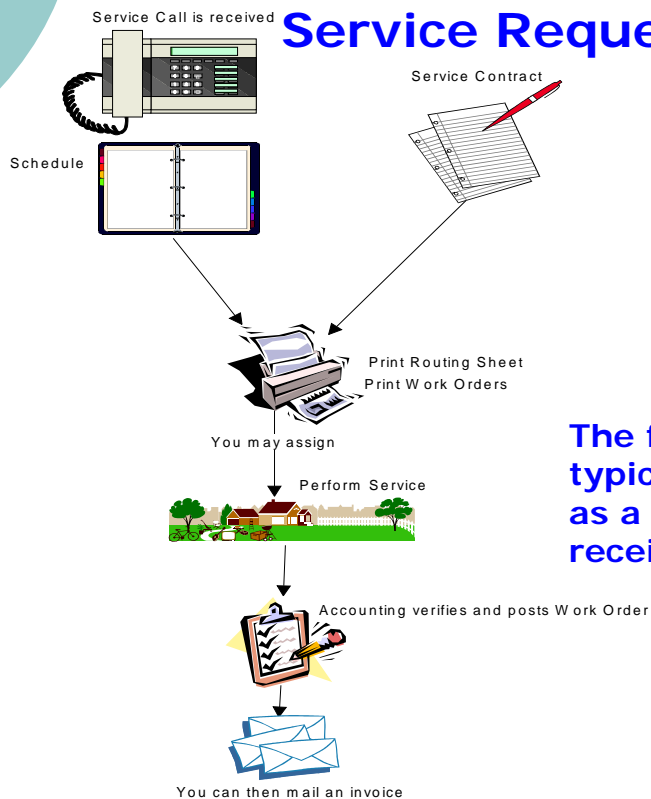 Service Call is received
Service Reque
Service Contract
Schedule
Print Routing Sheet
Print Work Orders
You may assign
Perform Service
The f
typic
as a
recei
Accounting verifies and posts Work Order
You can then mail an invoice